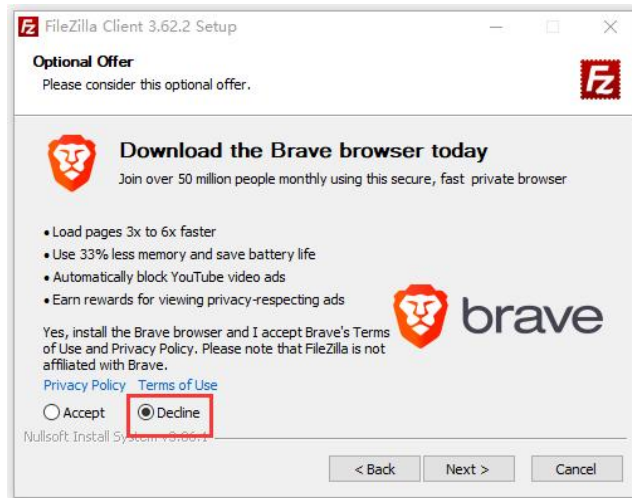 FileZilla Client 3.62.2 Setup
Optional Offer
Please consider this optional offer.
Fz
Download the Brave browser today
Join over 50 million people monthly using this secure, fast private browser
• Load pages 3x to 6x faster
• Use 33% less memory and save battery life
• Automatically block YouTube video ads
• Earn rewards for viewing privacy-respecting ads
brave
Yes, install the Brave browser and I accept Brave's Terms
of Use and Privacy Policy. Please note that FileZilla is not
affiliated with Brave.
Privacy Policy Terms of Use
Accept Decline
Nullsoft Install System v3.06.1
< Back Next > Cancel